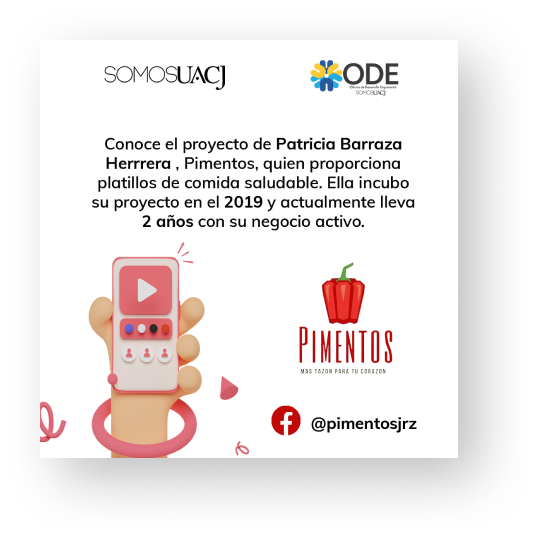 SOMOSUACJ
ODE
Oficina de Desarrollo Empresarial
SOMOSUACJ
Conoce el proyecto de Patricia Barraza
Herrrera , Pimentos, quien proporciona
platillos de comida saludable. Ella incubo
su proyecto en el 2019 y actualmente lleva
2 años con su negocio activo.
PIMENTOS
MAS TAZON PARA TU CORAZON
@pimentosjrz